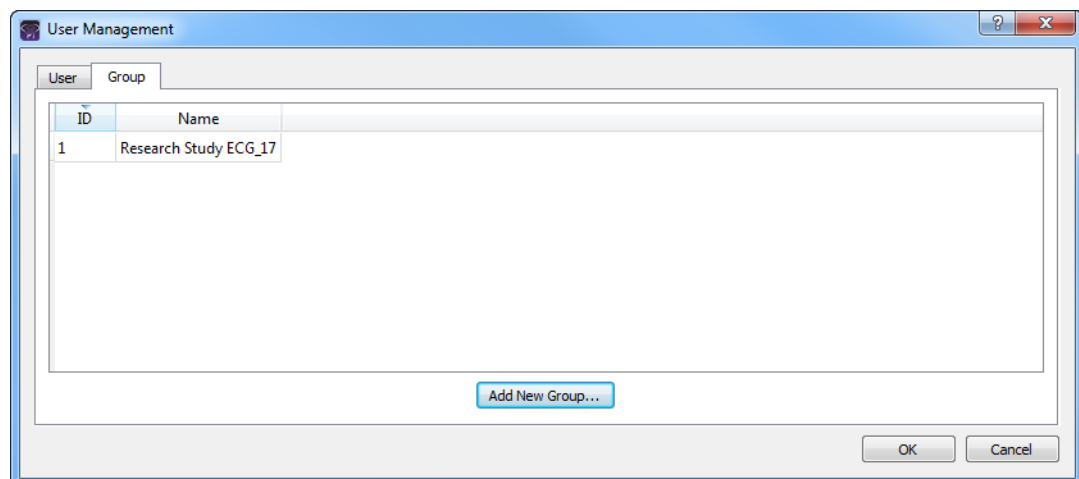 User Management
User Group
ID Name
1 Research Study ECG_17
Add New Group...
OK Cancel